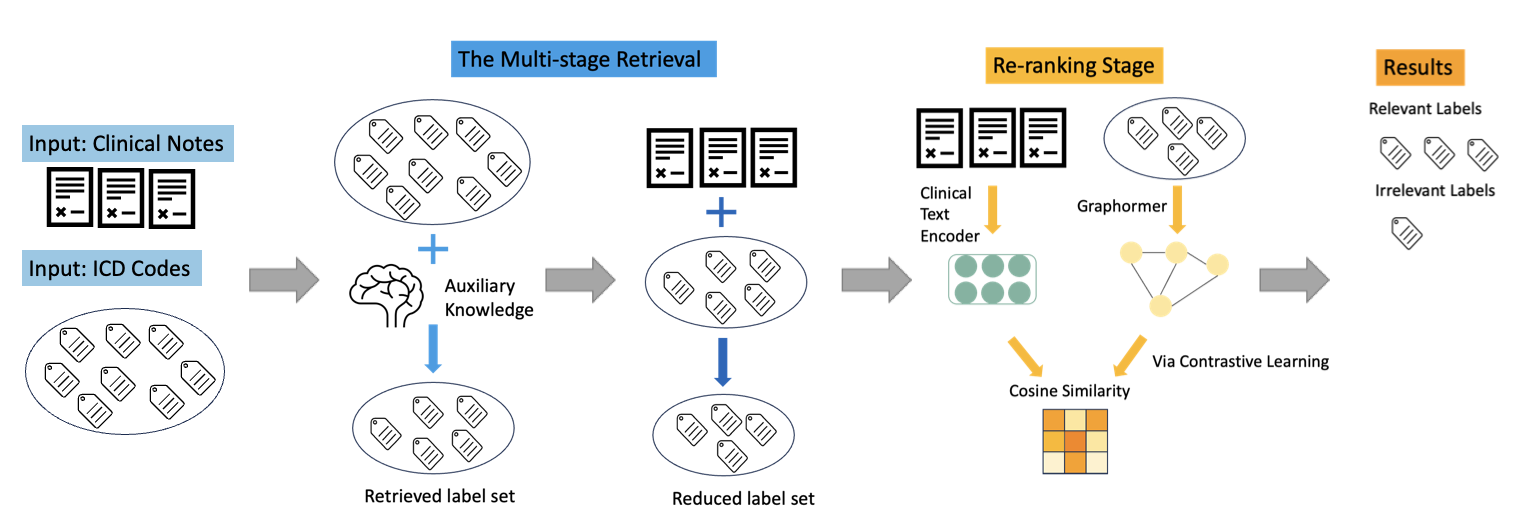 The Multi-stage Retrieval
Re-ranking Stage
Results
Input: Clinical Notes
Input: ICD Codes
Auxiliary
Knowledge
Retrieved label set
Reduced label set
Clinical
Text
Encoder
Graphormer
Via Contrastive Learning
Cosine Similarity
Relevant Labels
Irrelevant Labels